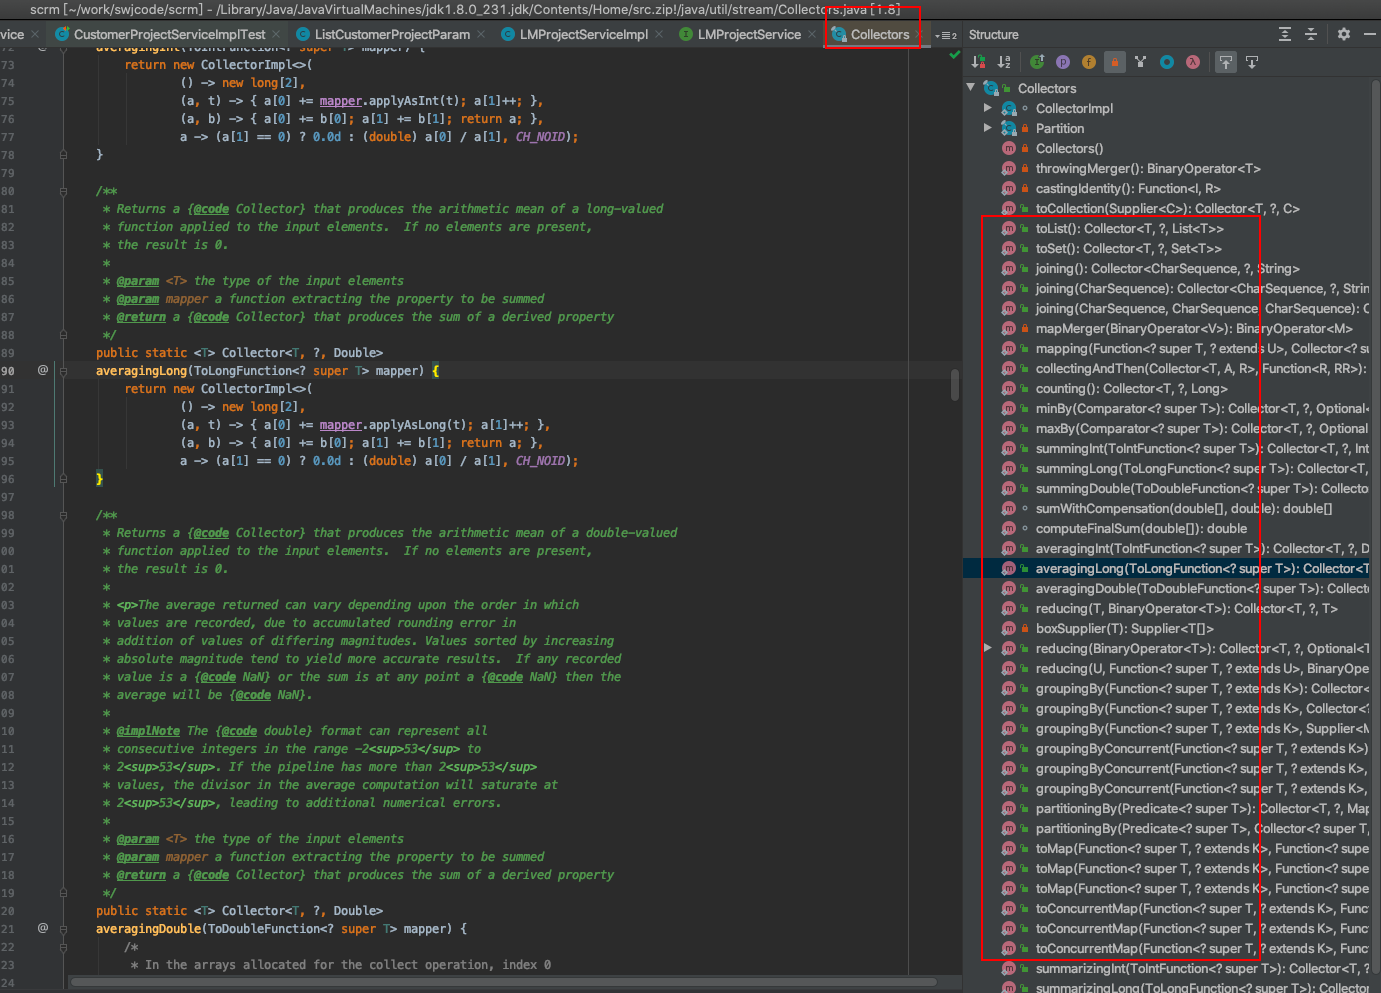 scrm [~/work/swjcode/scrm] - /Library/Java/JavaVirtualMachines/jdk1.8.0_231.jdk/Contents/Home/src.zip!/java/util/stream/Collectors.java [1.8]
vice
CustomerProjectServiceImplTest
ListCustomerProjectParam
LMProjectServiceImpl
LMProjectService
Collectors
2
averagingInt(ToIntFunction<? super T> mapper) {
73 return new CollectorImpl<>(
74 () -> new long[2],
75 (a, t) -> { a[0] += mapper.applyAsInt(t); a[1]++; },
76 (a, b) -> { a[0] += b[0]; a[1] += b[1]; return a; },
77 a -> (a[1] == 0) ? 0.0d : (double) a[0] / a[1], CH_NOID);
78 }
79
80 /**
81 * Returns a {@code Collector} that produces the arithmetic mean of a long-valued
82 * function applied to the input elements.  If no elements are present,
83 * the result is 0.
84 *
85 * @param <T> the type of the input elements
86 * @param mapper a function extracting the property to be summed
87 * @return a {@code Collector} that produces the sum of a derived property
88 */
89 public static <T> Collector<T, ?, Double>
90 @ averagingLong(ToLongFunction<? super T> mapper) {
91 return new CollectorImpl<>(
92 () -> new long[2],
93 (a, t) -> { a[0] += mapper.applyAsLong(t); a[1]++; },
94 (a, b) -> { a[0] += b[0]; a[1] += b[1]; return a; },
95 a -> (a[1] == 0) ? 0.0d : (double) a[0] / a[1], CH_NOID);
96 }
97
98 /**
99 * Returns a {@code Collector} that produces the arithmetic mean of a double-valued
00 * function applied to the input elements.  If no elements are present,
01 * the result is 0.
02 *
03 * <p>The average returned can vary depending upon the order in which
04 * values are recorded, due to accumulated rounding error in
05 * addition of values of differing magnitudes. Values sorted by increasing
06 * absolute magnitude tend to yield more accurate results.  If any recorded
07 * value is a {@code NaN} or the sum is at any point a {@code NaN} then the
08 * average will be {@code NaN}.
09 *
10 * @implNote The {@code double} format can represent all
11 * consecutive integers in the range -2<sup>53</sup> to
12 * 2<sup>53</sup>. If the pipeline has more than 2<sup>53</sup>
13 * values, the divisor in the average computation will saturate at
14 * 2<sup>53</sup>, leading to additional numerical errors.
15 *
16 * @param <T> the type of the input elements
17 * @param mapper a function extracting the property to be summed
18 * @return a {@code Collector} that produces the sum of a derived property
19 */
20 public static <T> Collector<T, ?, Double>
21 @ averagingDouble(ToDoubleFunction<? super T> mapper) {
22 /*
23 * In the arrays allocated for the collect operation, index 0
24
Structure
Collectors
CollectorImpl
Partition
Collectors()
throwingMerger(): BinaryOperator<T>
castingIdentity(): Function<I, R>
toCollection(Supplier<C>): Collector<T, ?, C>
toList(): Collector<T, ?, List<T>>
toSet(): Collector<T, ?, Set<T>>
joining(): Collector<CharSequence, ?, String>
joining(CharSequence): Collector<CharSequence, ?, Strin
joining(CharSequence, CharSequence, CharSequence): C
mapMerger(BinaryOperator<V>): BinaryOperator<M>
mapping(Function<? super T, ? extends U>, Collector<? su
collectingAndThen(Collector<T, A, R>, Function<R, RR>):
counting(): Collector<T, ?, Long>
minBy(Comparator<? super T>): Collector<T, ?, Optional<
maxBy(Comparator<? super T>): Collector<T, ?, Optional
summingInt(ToIntFunction<? super T>): Collector<T, ?, Int
summingLong(ToLongFunction<? super T>): Collector<T,
summingDouble(ToDoubleFunction<? super T>): Collecto
sumWithCompensation(double[], double): double[]
computeFinalSum(double[]): double
averagingInt(ToIntFunction<? super T>): Collector<T, ?, D
averagingLong(ToLongFunction<? super T>): Collector<T
averagingDouble(ToDoubleFunction<? super T>): Collecto
reducing(T, BinaryOperator<T>): Collector<T, ?, T>
boxSupplier(T): Supplier<T[]>
reducing(BinaryOperator<T>): Collector<T, ?, Optional<T
reducing(U, Function<? super T, ? extends U>, BinaryOpe
groupingBy(Function<? super T, ? extends K>): Collector<
groupingBy(Function<? super T, ? extends K>, Collector<?
groupingBy(Function<? super T, ? extends K>, Supplier<M
groupingByConcurrent(Function<? super T, ? extends K>)
groupingByConcurrent(Function<? super T, ? extends K>,
groupingByConcurrent(Function<? super T, ? extends K>,
partitioningBy(Predicate<? super T>): Collector<T, ?, Map
partitioningBy(Predicate<? super T>, Collector<? super T,
toMap(Function<? super T, ? extends K>, Function<? supe
toMap(Function<? super T, ? extends K>, Function<? supe
toMap(Function<? super T, ? extends K>, Function<? supe
toConcurrentMap(Function<? super T, ? extends K>, Func
toConcurrentMap(Function<? super T, ? extends K>, Func
toConcurrentMap(Function<? super T, ? extends K>, Func
summarizingInt(ToIntFunction<? super T>): Collector<T, ?
summarizingLong(ToLongFunction<? super T>): Collector